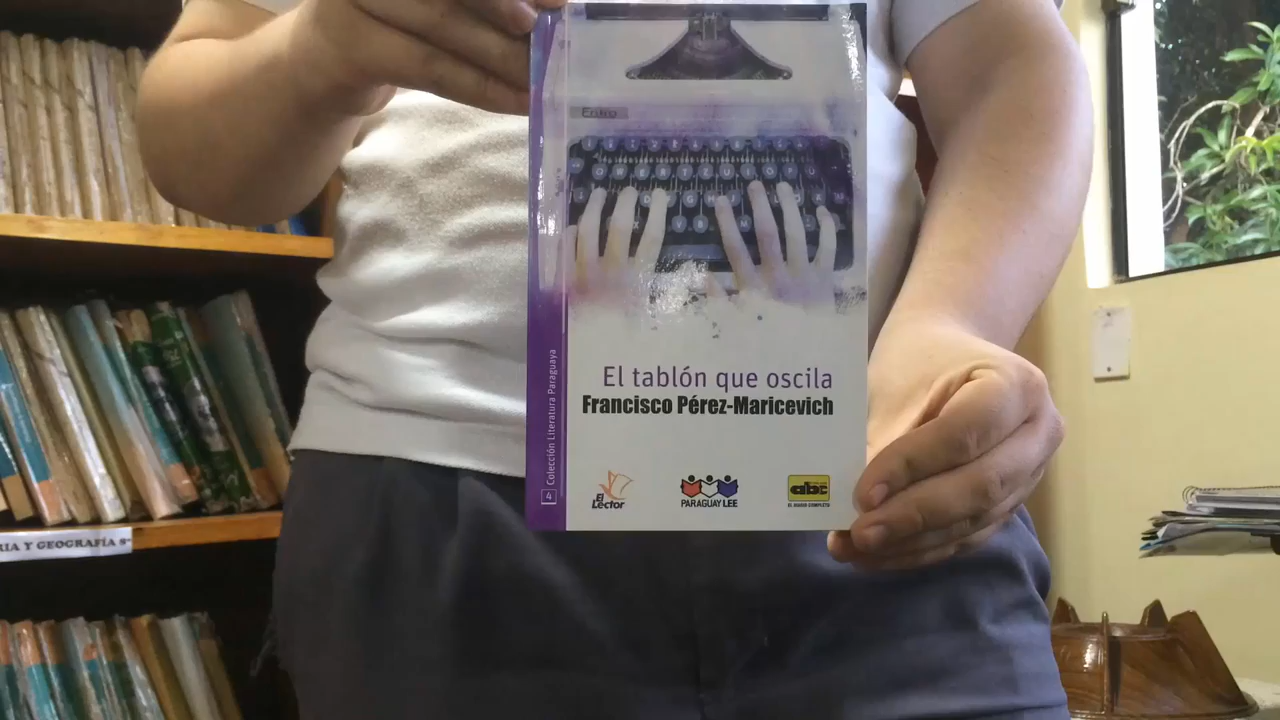 Erika
Q W E R T Z U
El tablón que oscila
Francisco Pérez-Maricevich
4 Colección Literatura Paraguaya
El Lector
PARAGUAY LEE
abc
EL DIARIO COMPLETO
RIA Y GEOGRAFÍA